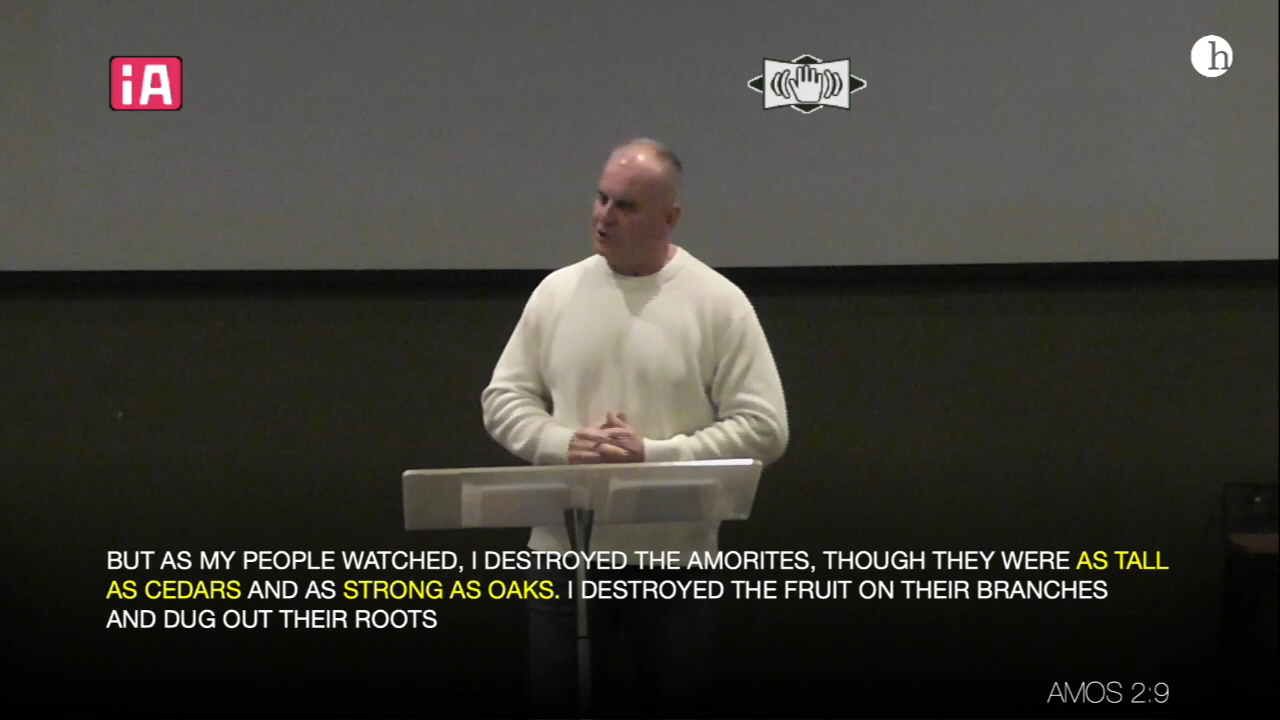 iA
h
BUT AS MY PEOPLE WATCHED, I DESTROYED THE AMORITES, THOUGH THEY WERE AS TALL
AS CEDARS AND AS STRONG AS OAKS. I DESTROYED THE FRUIT ON THEIR BRANCHES
AND DUG OUT THEIR ROOTS
AMOS 2:9